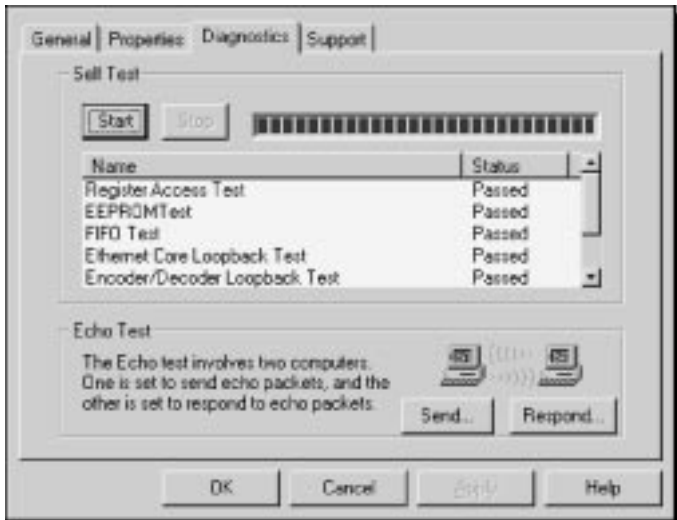 General Properties Diagnostics Support
Self Test
Start Stop
Name Status
Register Access Test Passed
EEPROMTest Passed
FIFO Test Passed
Ethernet Core Loopback Test Passed
Encoder/Decoder Loopback Test Passed
Echo Test
The Echo test involves two computers.
One is set to send echo packets, and the
other is set to respond to echo packets.
Send... Respond...
OK Cancel Apply Help